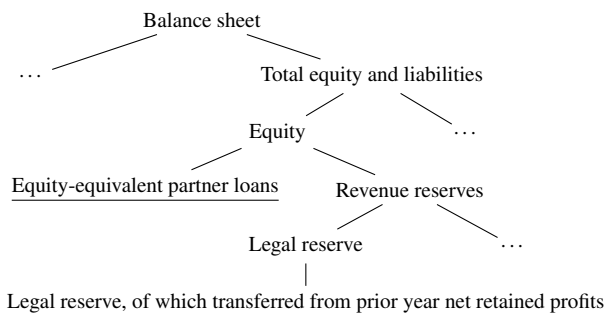 Balance sheet
...
Total equity and liabilities
Equity
...
Equity-equivalent partner loans
Revenue reserves
Legal reserve
...
Legal reserve, of which transferred from prior year net retained profits